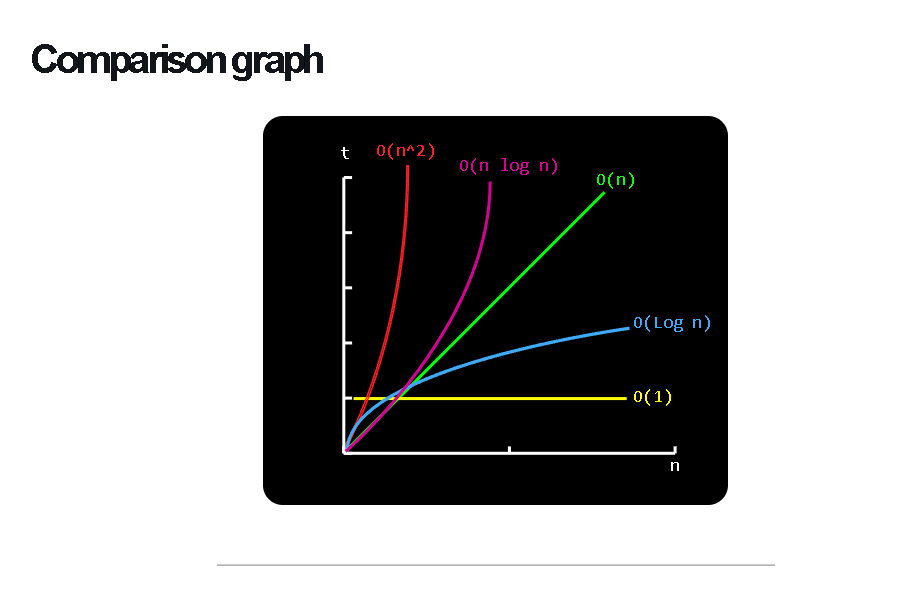 Comparison graph
t
O(n^2)
O(n log n)
O(n)
O(Log n)
O(1)
n